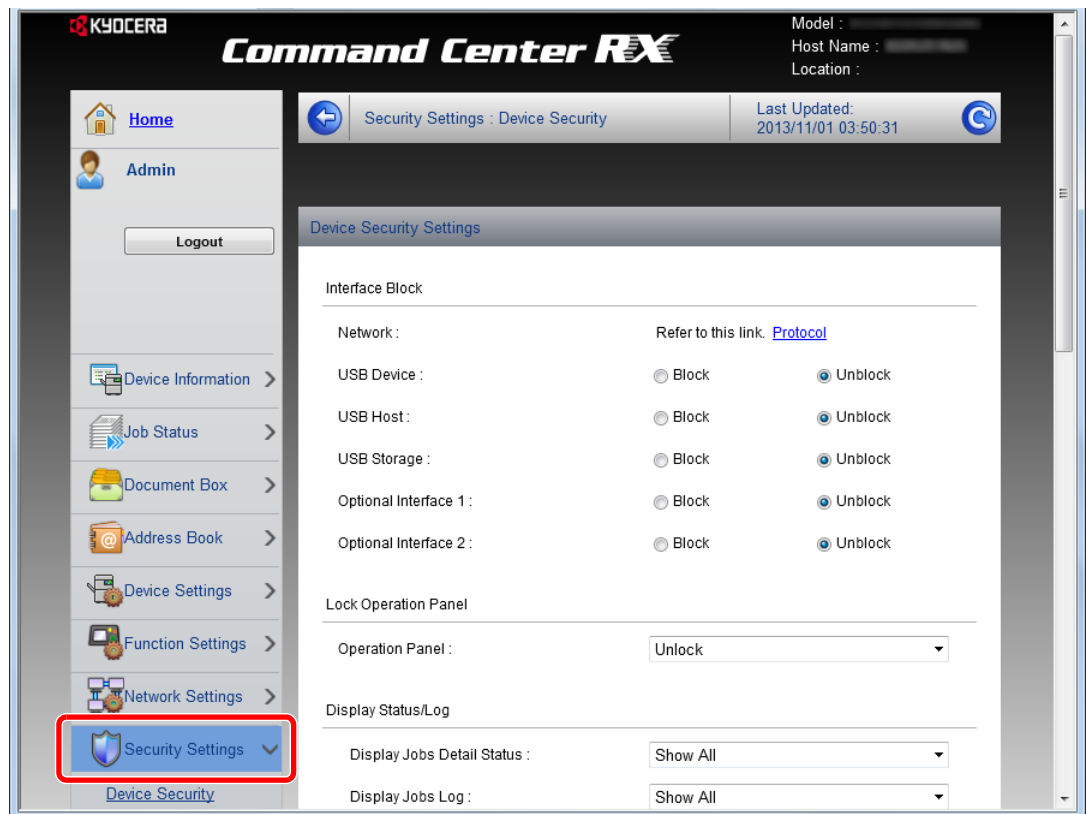 KYOCERA
Command Center RX
Model :
Host Name :
Location :
Home
Admin
Logout
Device Information
Job Status
Document Box
Address Book
Device Settings
Function Settings
Network Settings
Security Settings
Device Security
Security Settings : Device Security
Last Updated:
2013/11/01 03:50:31
Device Security Settings
Interface Block
Network : Refer to this link. Protocol
USB Device : Block Unblock
USB Host : Block Unblock
USB Storage : Block Unblock
Optional Interface 1 : Block Unblock
Optional Interface 2 : Block Unblock
Lock Operation Panel
Operation Panel : Unlock
Display Status/Log
Display Jobs Detail Status : Show All
Display Jobs Log : Show All